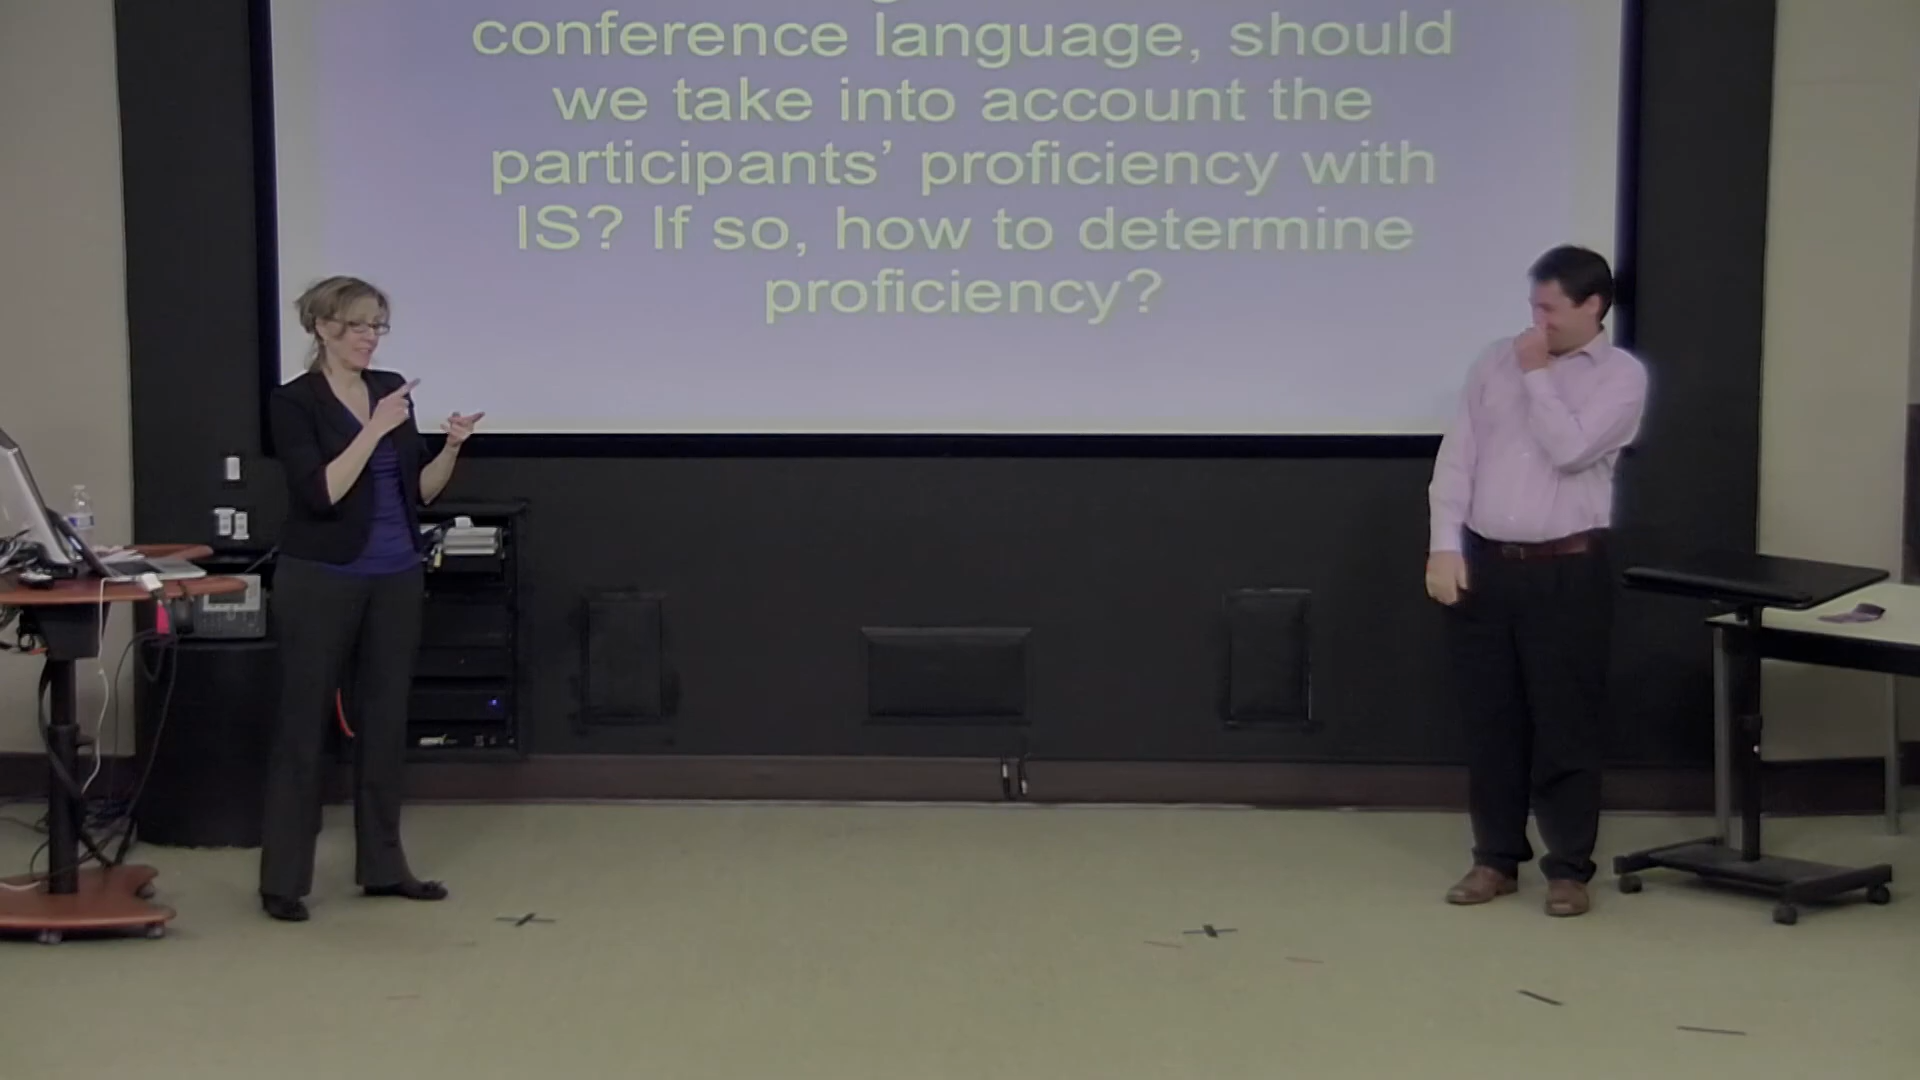 conference language, should
we take into account the
participants’ proficiency with
IS? If so, how to determine
proficiency?